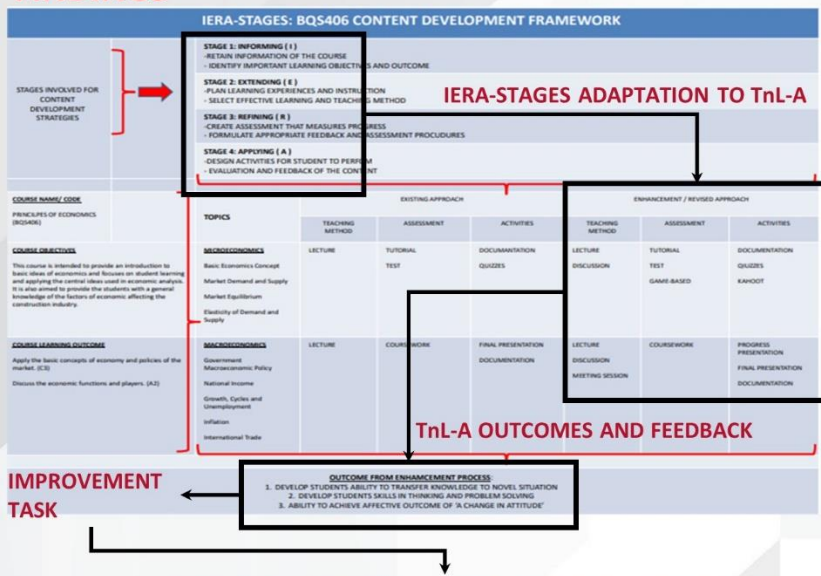 IERA-STAGES: BQS406 CONTENT DEVELOPMENT FRAMEWORK
STAGES INVOLVED FOR
CONTENT
DEVELOPMENT
STRATEGIES
STAGE 1: INFORMING ( I )
-RETAIN INFORMATION OF THE COURSE
- IDENTIFY IMPORTANT LEARNING OBJECTIVES AND OUTCOME
STAGE 2: EXTENDING ( E )
-PLAN LEARNING EXPERIENCES AND INSTRUCTION
- SELECT EFFECTIVE LEARNING AND TEACHING METHOD
STAGE 3: REFINING ( R )
-CREATE ASSESSMENT THAT MEASURES PROGRESS
- FORMULATE APPROPRIATE FEEDBACK AND ASSESSMENT PROCUDURES
STAGE 4: APPLYING ( A )
-DESIGN ACTIVITIES FOR STUDENT TO PERFOM
- EVALUATION AND FEEDBACK OF THE CONTENT
IERA-STAGES ADAPTATION TO TnL-A
COURSE NAME/ CODE
PRINCILPES OF ECONOMICS
(BQS406)
TOPICS
EXISTING APPROACH
ENHANCEMENT / REVISED APPROACH
TEACHING
METHOD
ASSESSMENT
ACTIVITIES
TEACHING
METHOD
ASSESSMENT
ACTIVITIES
COURSE OBJECTIVES
This course is intended to provide an introduction to
basic ideas of economics and focuses on student learning
and applying the central ideas used in economic analysis.
It is also aimed to provide the students with a general
knowledge of the factors of economic affecting the
construction industry.
MICROECONOMICS
Basic Economics Concept
Market Demand and Supply
Market Equilibrium
Elasticity of Demand and
Supply
LECTURE
TUTORIAL
TEST
DOCUMANTATION
QUIZZES
LECTURE
DISCUSSION
TUTORIAL
TEST
GAME-BASED
DOCUMENTATION
QIUZZES
KAHOOT
COURSE LEARNING OUTCOME
Apply the basic concepts of economy and policies of the
market. (C3)
Discuss the economic functions and players. (A2)
MACROECONOMICS
Government
Macroeconomic Policy
National Income
Growth, Cycles and
Unemployment
Inflation
International Trade
LECTURE
COURSEWORK
FINAL PRESENTATION
DOCUMENTATION
LECTURE
DISCUSSION
MEETING SESSION
COURSEWORK
PROGRESS
PRESENTATION
FINAL PRESENTATION
DOCUMENTATION
TnL-A OUTCOMES AND FEEDBACK
IMPROVEMENT
TASK
OUTCOME FROM ENHAMCEMENT PROCESS:
1. DEVELOP STUDENTS ABILITY TO TRANSFER KNOWLEDGE TO NOVEL SITUATION
2. DEVELOP STUDENTS SKILLS IN THINKING AND PROBLEM SOLVING
3. ABILITY TO ACHIEVE AFFECTIVE OUTCOME OF 'A CHANGE IN ATTITUDE'